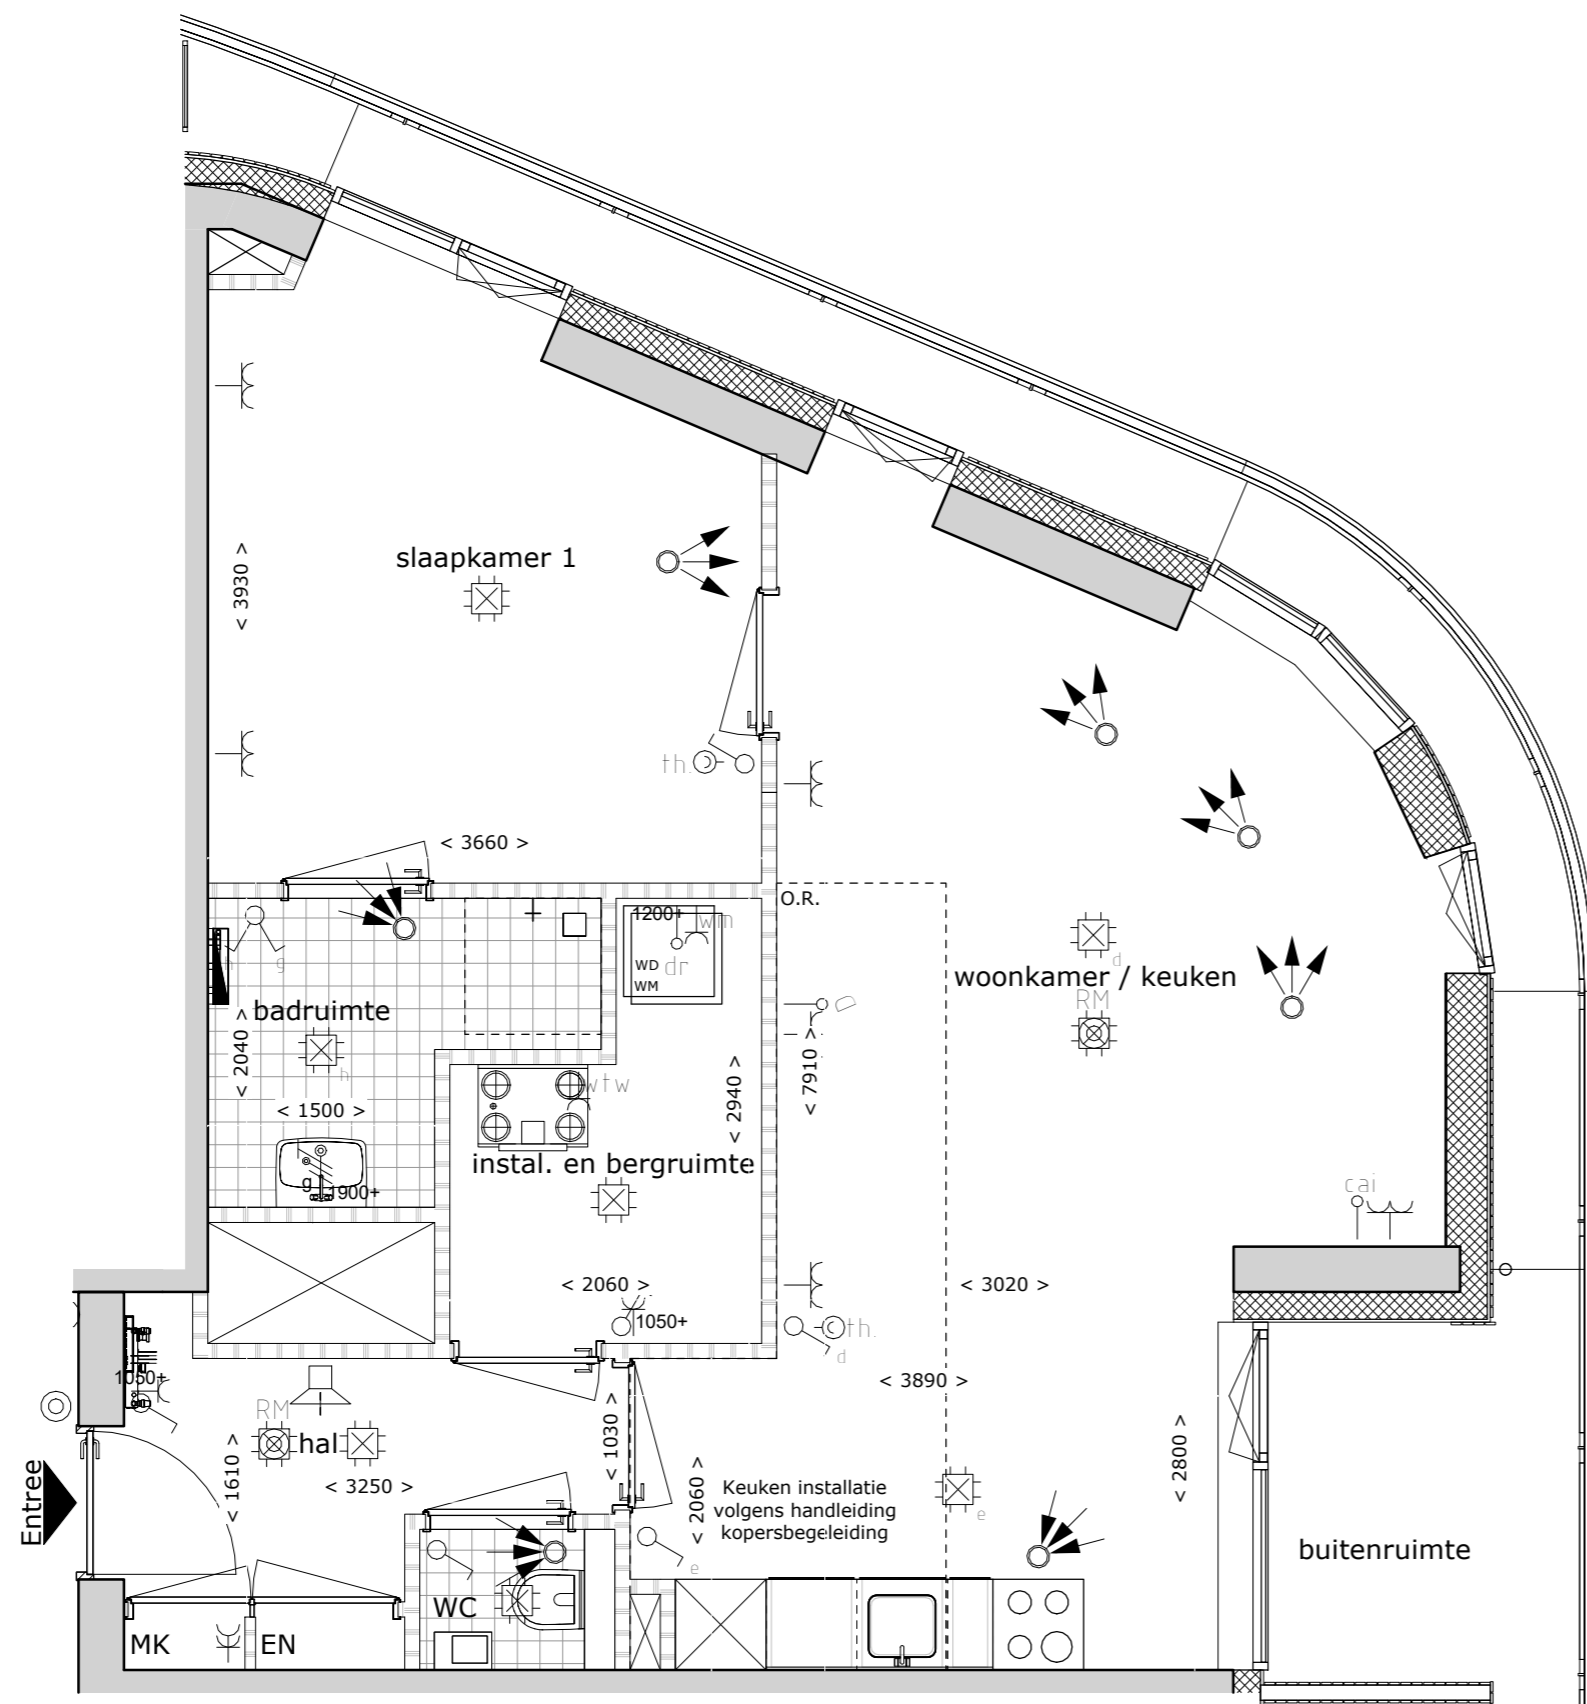 slaapkamer 1
< 3930 >
th.
< 3660 >
O.R.
1200+
wm
WD
dr
WM
h
g
badruimte
woonkamer / keuken
d
RM
< 2040 >
h
wtw
< 2940 >
< 7910 >
< 1500 >
instal. en bergruimte
g
1900+
cai
< 2060 >
< 3020 >
1050+
th.
d
1050+
< 3890 >
RM
hal
< 1030 >
< 2800 >
Entree
< 1610 >
< 3250 >
< 2060 >
Keuken installatie
volgens handleiding
kopersbegeleiding
e
e
buitenruimte
WC
MK
EN